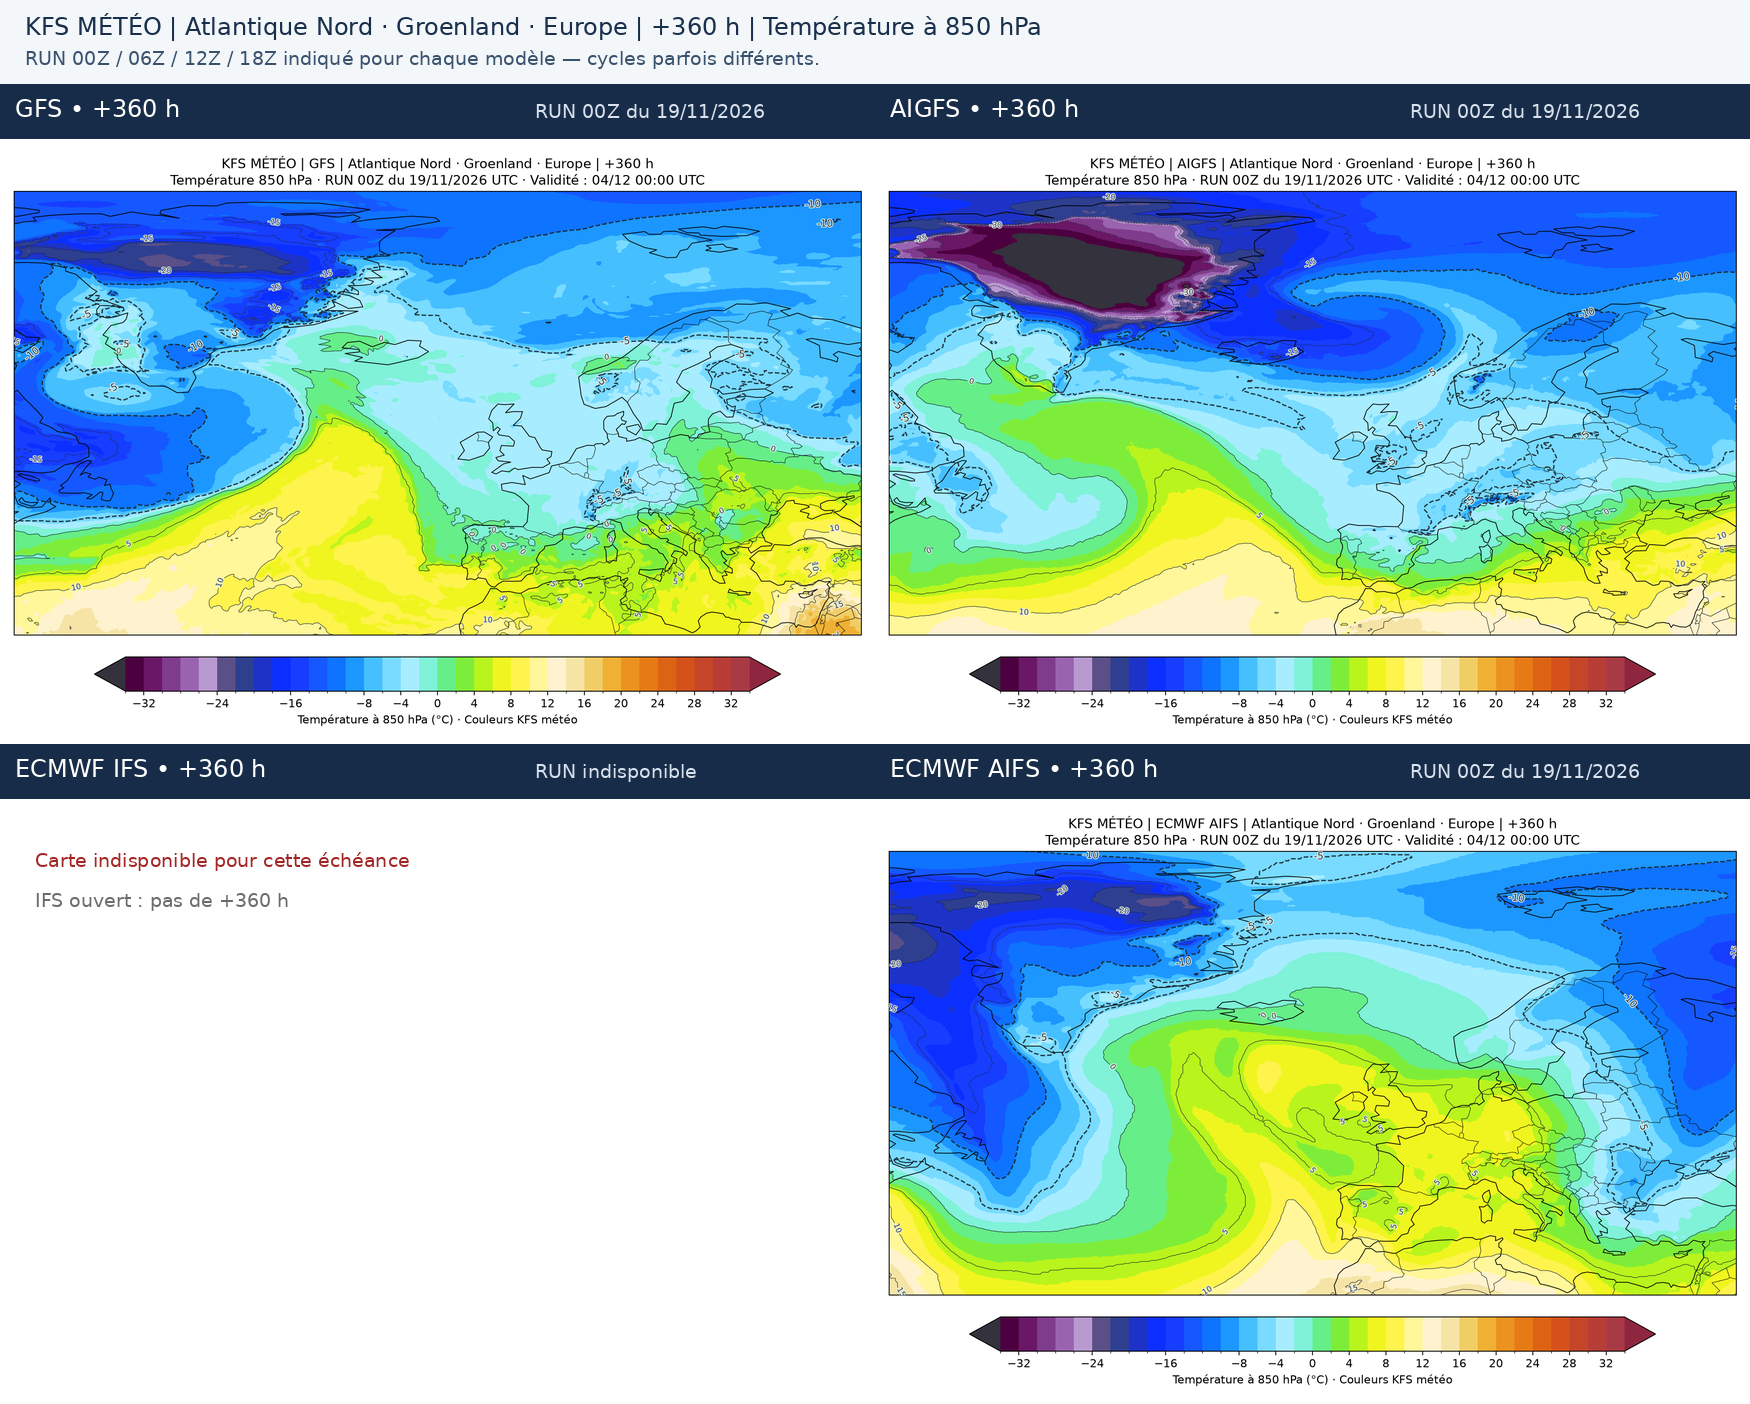 KFS MÉTÉO | Atlantique Nord · Groenland · Europe | +360 h | Température à 850 hPa
RUN 00Z / 06Z / 12Z / 18Z indiqué pour chaque modèle — cycles parfois différents.
GFS • +360 h
RUN 00Z du 19/11/2026
AIGFS • +360 h
RUN 00Z du 19/11/2026
KFS MÉTÉO | GFS | Atlantique Nord · Groenland · Europe | +360 h
Température 850 hPa · RUN 00Z du 19/11/2026 UTC · Validité : 04/12 00:00 UTC
KFS MÉTÉO | AIGFS | Atlantique Nord · Groenland · Europe | +360 h
Température 850 hPa · RUN 00Z du 19/11/2026 UTC · Validité : 04/12 00:00 UTC
−32 −24 −16 −8 −4 0 4 8 12 16 20 24 28 32
Température à 850 hPa (°C) · Couleurs KFS météo
−32 −24 −16 −8 −4 0 4 8 12 16 20 24 28 32
Température à 850 hPa (°C) · Couleurs KFS météo
ECMWF IFS • +360 h
RUN indisponible
ECMWF AIFS • +360 h
RUN 00Z du 19/11/2026
Carte indisponible pour cette échéance
IFS ouvert : pas de +360 h
KFS MÉTÉO | ECMWF AIFS | Atlantique Nord · Groenland · Europe | +360 h
Température 850 hPa · RUN 00Z du 19/11/2026 UTC · Validité : 04/12 00:00 UTC
−32 −24 −16 −8 −4 0 4 8 12 16 20 24 28 32
Température à 850 hPa (°C) · Couleurs KFS météo